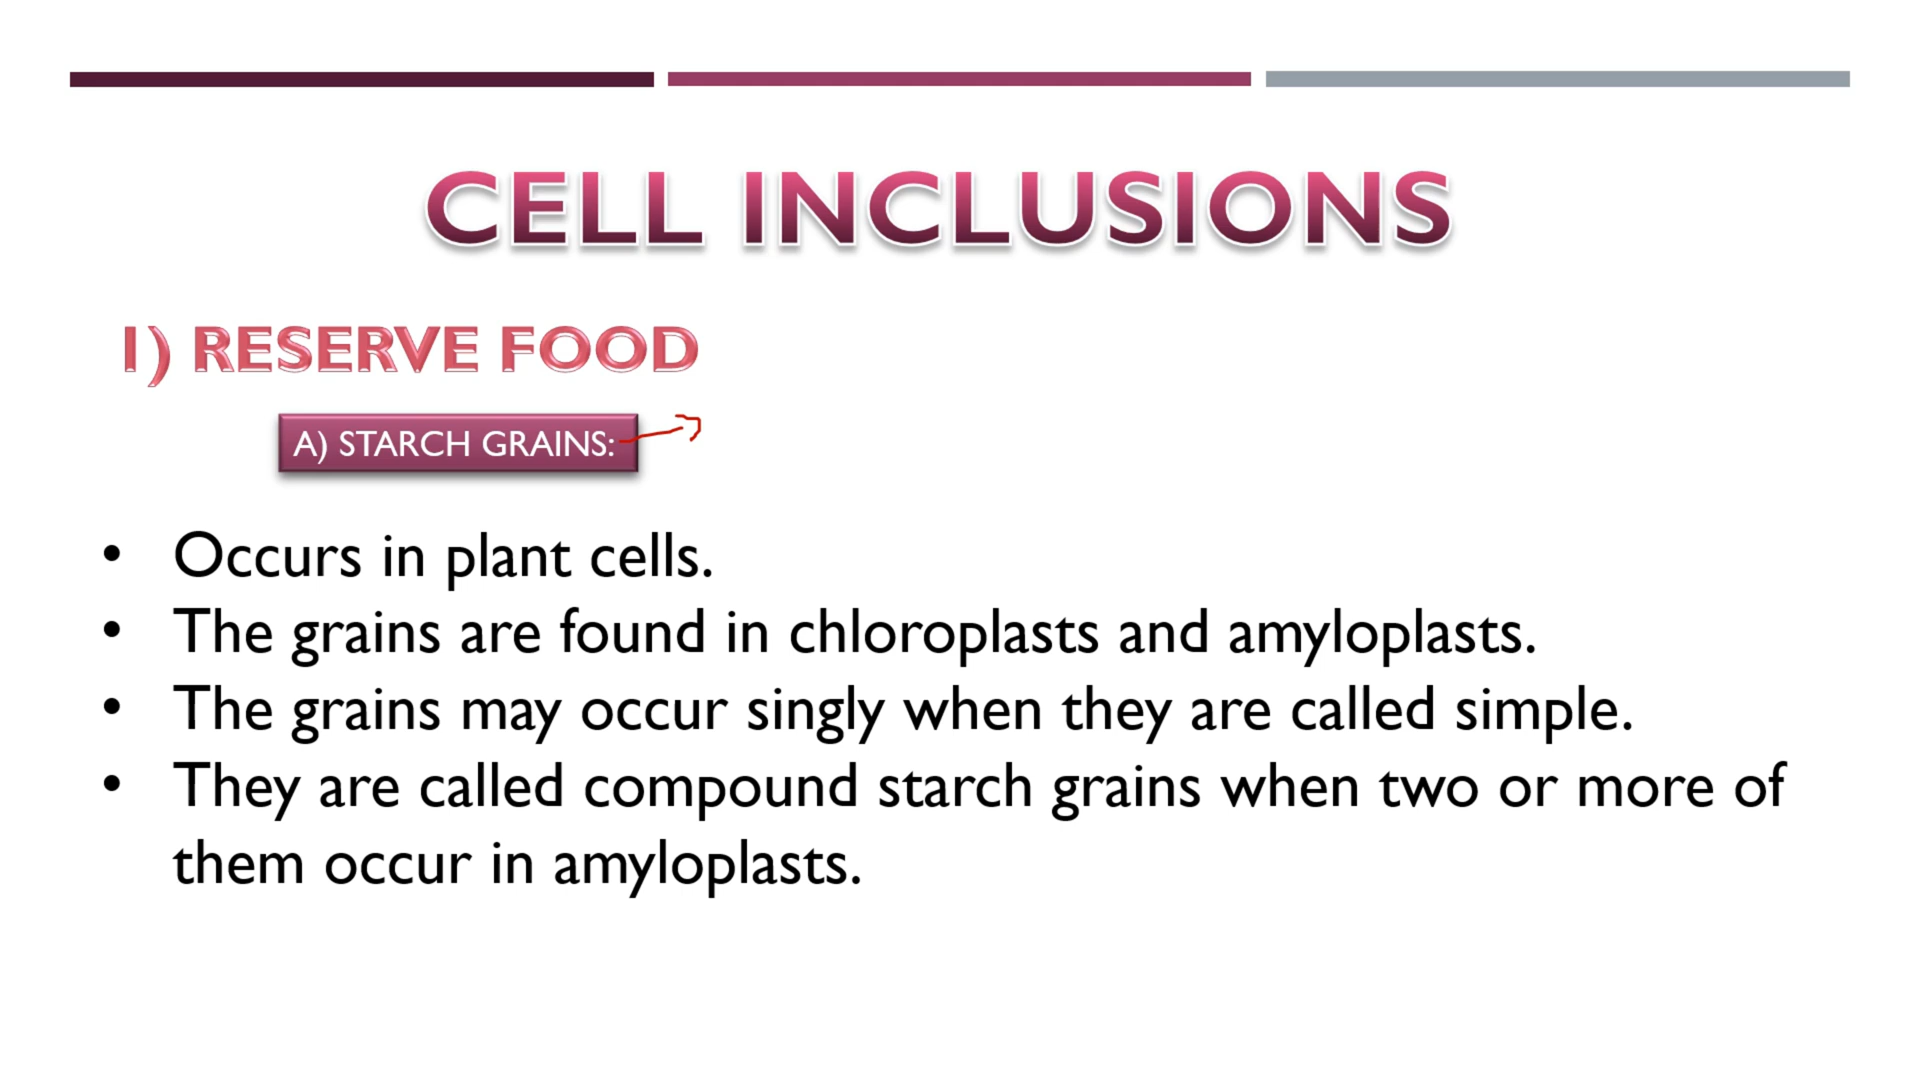 CELL INCLUSIONS
1) RESERVE FOOD
A) STARCH GRAINS:
• Occurs in plant cells.
• The grains are found in chloroplasts and amyloplasts.
• The grains may occur singly when they are called simple.
• They are called compound starch grains when two or more of
them occur in amyloplasts.